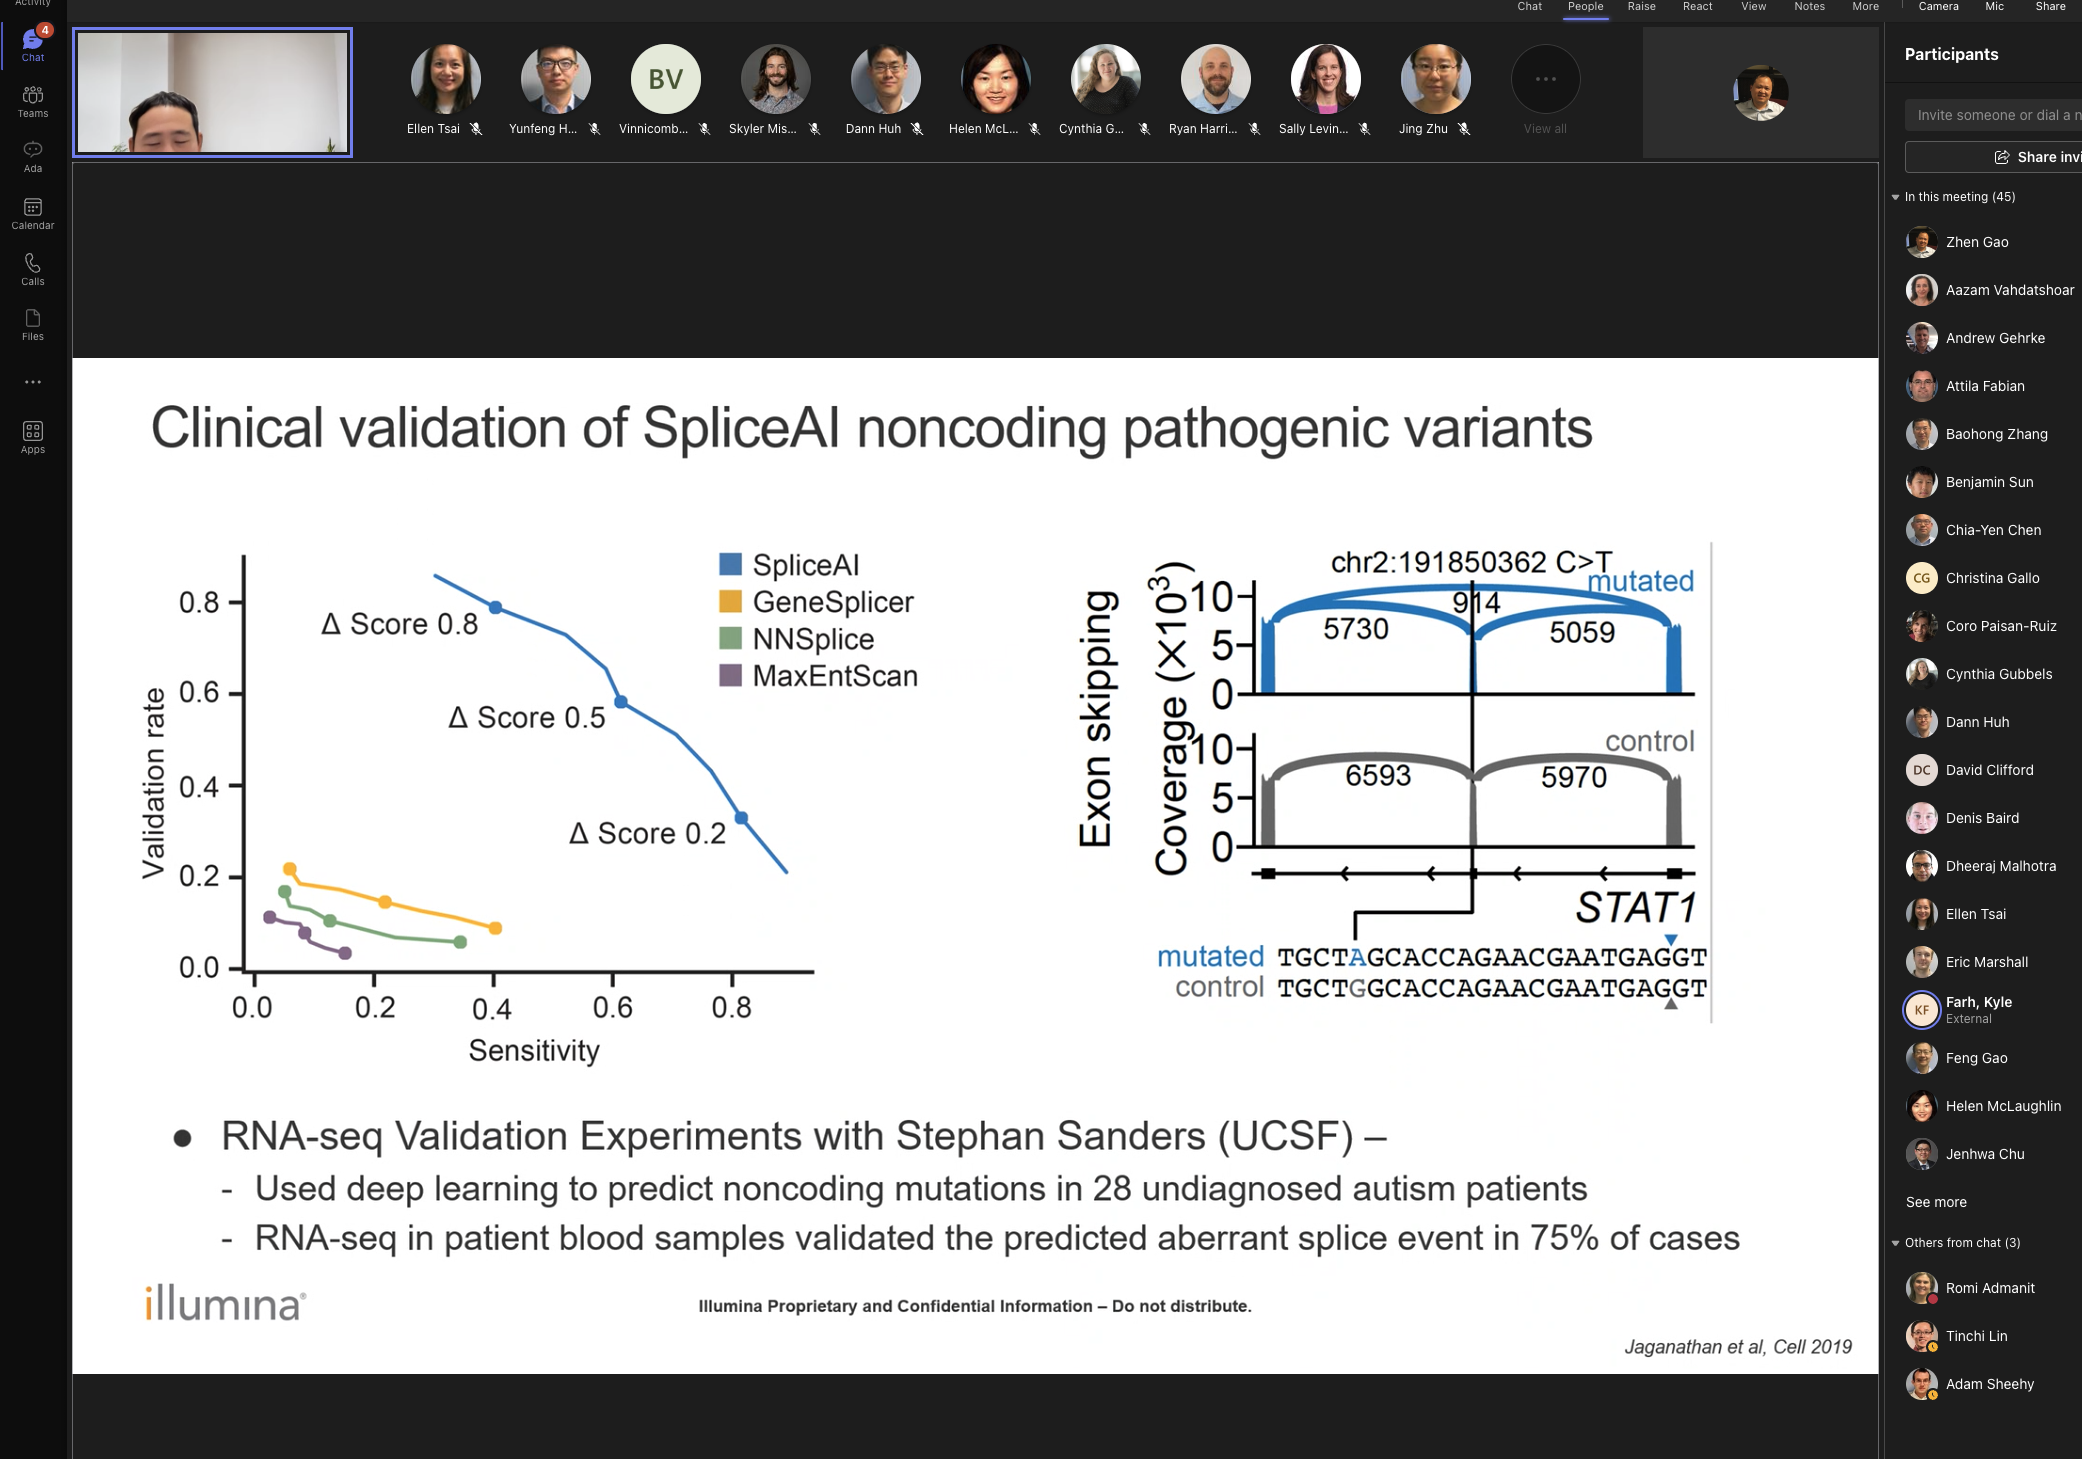 Activity
Chat
People
Raise
React
View
Notes
More
Camera
Mic
Share
4
Chat
Teams
Ada
Calendar
Calls
Files
Apps
Ellen Tsai
Yunfeng H...
BV
Vinnicomb...
Skyler Mis...
Dann Huh
Helen McL...
Cynthia G...
Ryan Harri...
Sally Levin...
Jing Zhu
View all
Clinical validation of SpliceAI noncoding pathogenic variants
Validation rate
0.8
0.6
0.4
0.2
0.0
0.0 0.2 0.4 0.6 0.8
Sensitivity
Δ Score 0.8
Δ Score 0.5
Δ Score 0.2
SpliceAI
GeneSplicer
NNSplice
MaxEntScan
Exon skipping
Coverage (×10³)
chr2:191850362 C>T
mutated
10
5
0
914
5730
5059
control
10
5
0
6593
5970
STAT1
mutated TGCTAGCACCAGAACGAATGAGGT
control TGCTGGCACCAGAACGAATGAGGT
● RNA-seq Validation Experiments with Stephan Sanders (UCSF) –
- Used deep learning to predict noncoding mutations in 28 undiagnosed autism patients
- RNA-seq in patient blood samples validated the predicted aberrant splice event in 75% of cases
illumina®
Illumina Proprietary and Confidential Information – Do not distribute.
Jaganathan et al, Cell 2019
Participants
Invite someone or dial a n
Share invi
In this meeting (45)
Zhen Gao
Aazam Vahdatshoar
Andrew Gehrke
Attila Fabian
Baohong Zhang
Benjamin Sun
Chia-Yen Chen
CG Christina Gallo
Coro Paisan-Ruiz
Cynthia Gubbels
Dann Huh
DC David Clifford
Denis Baird
Dheeraj Malhotra
Ellen Tsai
Eric Marshall
KF Farh, Kyle
External
Feng Gao
Helen McLaughlin
Jenhwa Chu
See more
Others from chat (3)
Romi Admanit
Tinchi Lin
Adam Sheehy